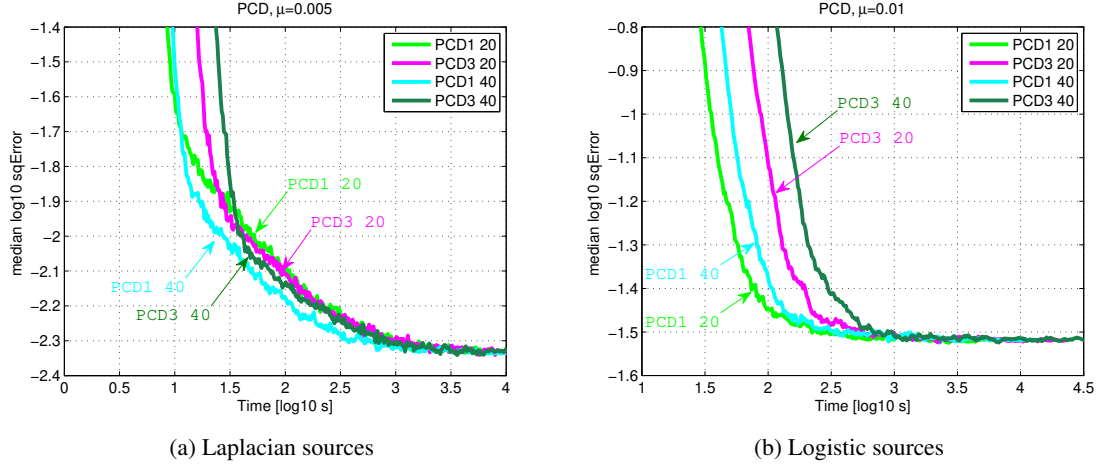 PCD, μ=0.005
−1.4
−1.5
−1.6
−1.7
−1.8
−1.9
−2
−2.1
−2.2
−2.3
−2.4
median log10 sqError
0 0.5 1 1.5 2 2.5 3 3.5 4
Time [log10 s]
PCD1 20
PCD3 20
PCD1 40
PCD3 40
PCD1 20
PCD3 20
PCD1 40
PCD3 40
(a) Laplacian sources
PCD, μ=0.01
−0.8
−0.9
−1
−1.1
−1.2
−1.3
−1.4
−1.5
−1.6
median log10 sqError
1 1.5 2 2.5 3 3.5 4 4.5
Time [log10 s]
PCD1 20
PCD3 20
PCD1 40
PCD3 40
PCD3 40
PCD3 20
PCD1 40
PCD1 20
(b) Logistic sources